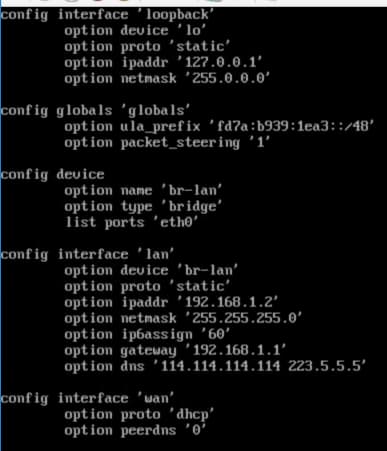 config interface 'loopback'
option device 'lo'
option proto 'static'
option ipaddr '127.0.0.1'
option netmask '255.0.0.0'
config globals 'globals'
option ula_prefix 'fd7a:b939:1ea3::/48'
option packet_steering '1'
config device
option name 'br-lan'
option type 'bridge'
list ports 'eth0'
config interface 'lan'
option device 'br-lan'
option proto 'static'
option ipaddr '192.168.1.2'
option netmask '255.255.255.0'
option ip6assign '60'
option gateway '192.168.1.1'
option dns '114.114.114.114 223.5.5.5'
config interface 'wan'
option proto 'dhcp'
option peerdns '0'